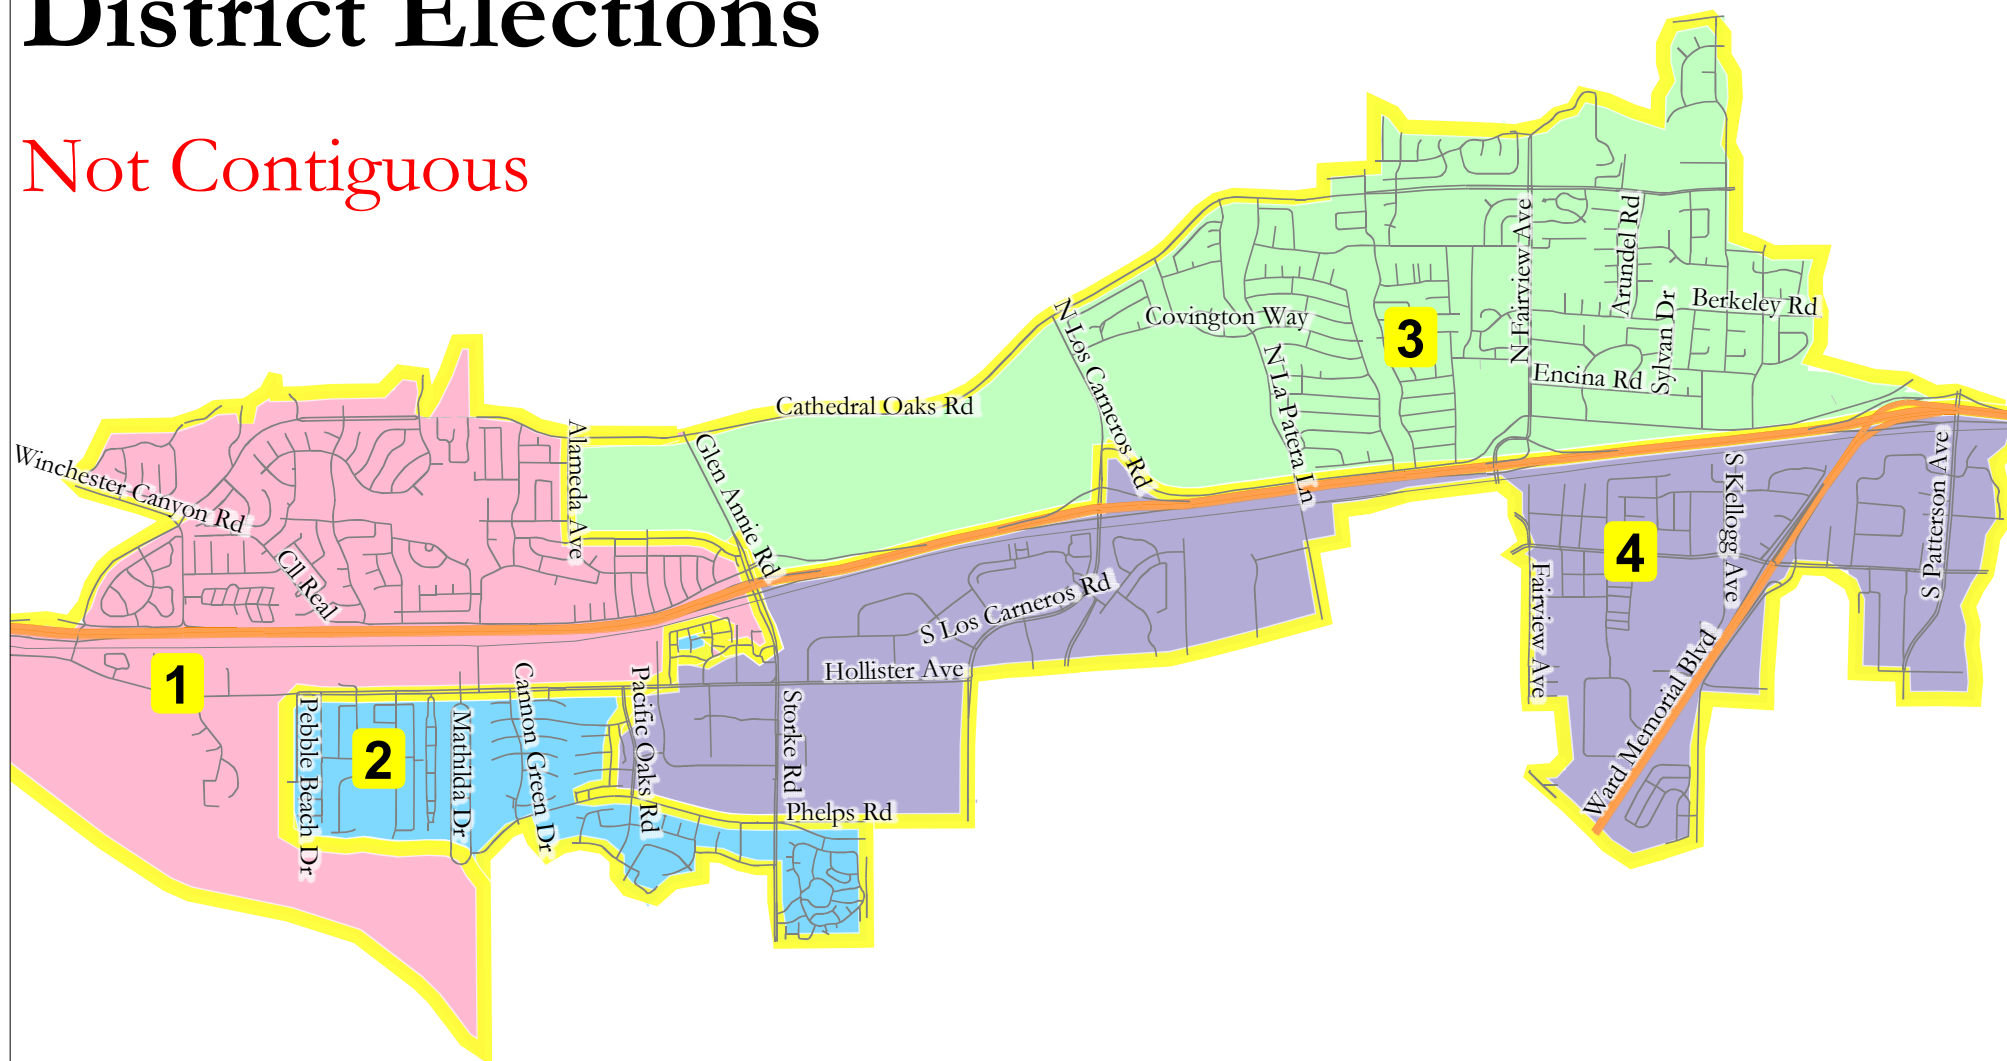 District Elections
Not Contiguous
Winchester Canyon Rd
Cll Real
Alameda Ave
Glen Annie Rd
Cathedral Oaks Rd
N Los Carneros Rd
Covington Way
N La Patera Ln
3
N Fairview Ave
Arundel Rd
Sylvan Dr
Berkeley Rd
Encina Rd
1
2
Pebble Beach Dr
Mathilda Dr
Cannon Green Dr
Pacific Oaks Rd
Storke Rd
Hollister Ave
S Los Carneros Rd
Phelps Rd
4
Fairview Ave
S Kellogg Ave
Ward Memorial Blvd
S Patterson Ave